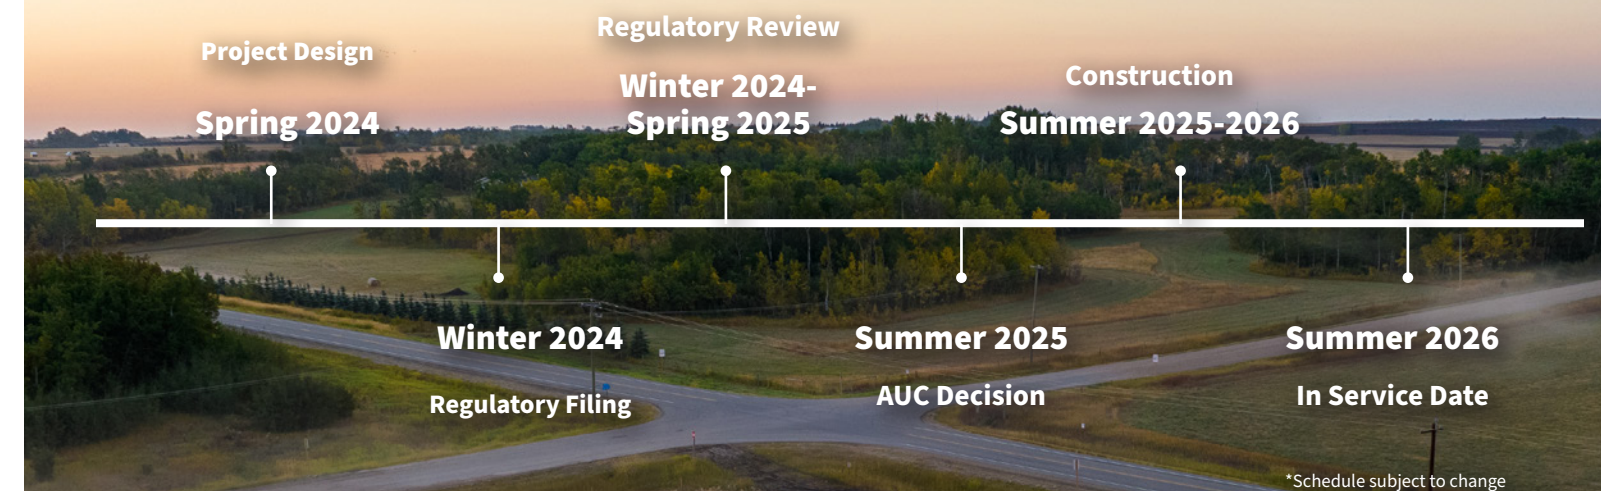 Project Design
Spring 2024
Regulatory Review
Winter 2024-
Spring 2025
Construction
Summer 2025-2026
Winter 2024
Regulatory Filing
Summer 2025
AUC Decision
Summer 2026
In Service Date
*Schedule subject to change